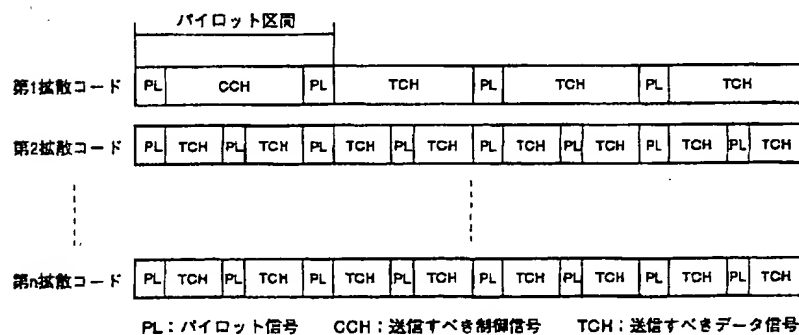 パイロット区間
第1拡散コード PL CCH PL TCH PL TCH PL TCH
第2拡散コード PL TCH PL TCH PL TCH PL TCH PL TCH PL TCH PL TCH PL TCH
第n拡散コード PL TCH PL TCH PL TCH PL TCH PL TCH PL TCH PL TCH PL TCH
PL;パイロット信号 CCH;送信すべき制御信号 TCH;送信すべきデータ信号